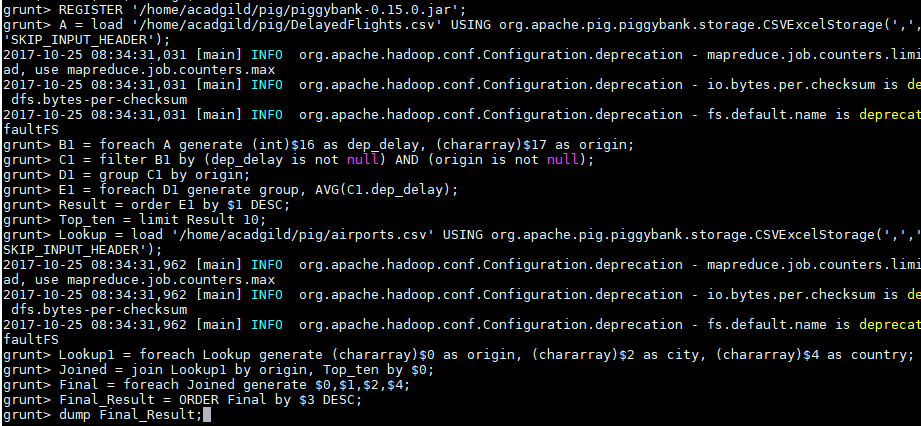 grunt> REGISTER '/home/acadgild/pig/piggybank-0.15.0.jar';
grunt> A = load '/home/acadgild/pig/DelayedFlights.csv' USING org.apache.pig.piggybank.storage.CSVExcelStorage(',',
'SKIP_INPUT_HEADER');
2017-10-25 08:34:31,031 [main] INFO  org.apache.hadoop.conf.Configuration.deprecation - mapreduce.job.counters.limi
ad, use mapreduce.job.counters.max
2017-10-25 08:34:31,031 [main] INFO  org.apache.hadoop.conf.Configuration.deprecation - io.bytes.per.checksum is de
 dfs.bytes-per-checksum
2017-10-25 08:34:31,031 [main] INFO  org.apache.hadoop.conf.Configuration.deprecation - fs.default.name is deprecat
faultFS
grunt> B1 = foreach A generate (int)$16 as dep_delay, (chararray)$17 as origin;
grunt> C1 = filter B1 by (dep_delay is not null) AND (origin is not null);
grunt> D1 = group C1 by origin;
grunt> E1 = foreach D1 generate group, AVG(C1.dep_delay);
grunt> Result = order E1 by $1 DESC;
grunt> Top_ten = limit Result 10;
grunt> Lookup = load '/home/acadgild/pig/airports.csv' USING org.apache.pig.piggybank.storage.CSVExcelStorage(',','
SKIP_INPUT_HEADER');
2017-10-25 08:34:31,962 [main] INFO  org.apache.hadoop.conf.Configuration.deprecation - mapreduce.job.counters.limi
ad, use mapreduce.job.counters.max
2017-10-25 08:34:31,962 [main] INFO  org.apache.hadoop.conf.Configuration.deprecation - io.bytes.per.checksum is de
 dfs.bytes-per-checksum
2017-10-25 08:34:31,962 [main] INFO  org.apache.hadoop.conf.Configuration.deprecation - fs.default.name is deprecat
faultFS
grunt> Lookup1 = foreach Lookup generate (chararray)$0 as origin, (chararray)$2 as city, (chararray)$4 as country;
grunt> Joined = join Lookup1 by origin, Top_ten by $0;
grunt> Final = foreach Joined generate $0,$1,$2,$4;
grunt> Final_Result = ORDER Final by $3 DESC;
grunt> dump Final_Result;